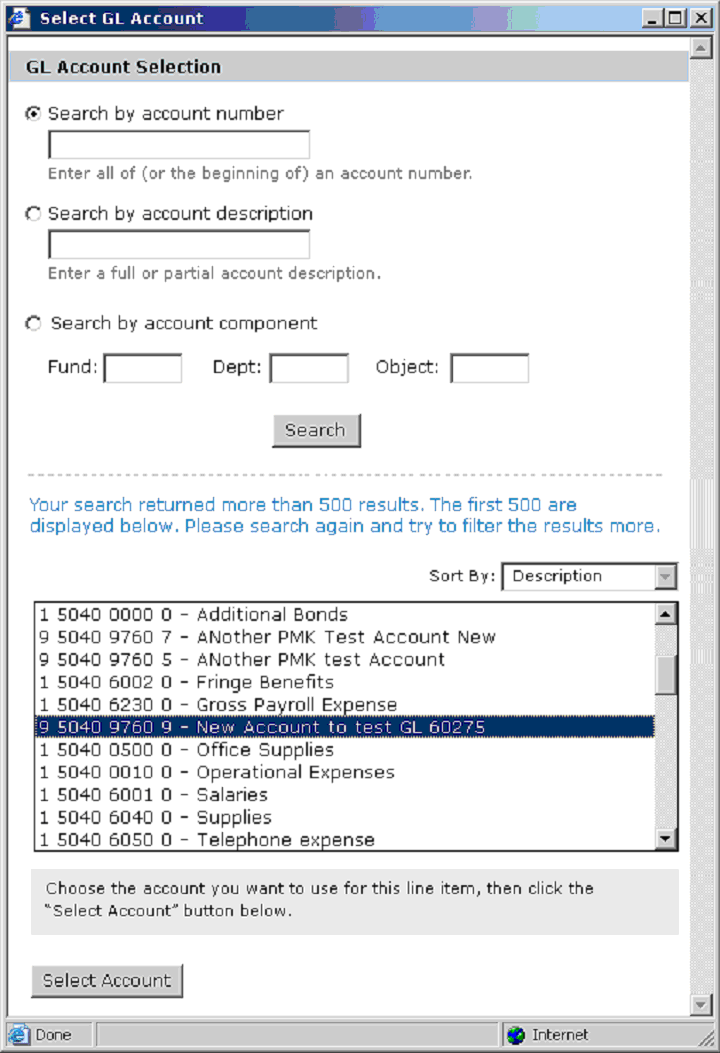 Select GL Account
GL Account Selection
Search by account number
Enter all of (or the beginning of) an account number.
Search by account description
Enter a full or partial account description.
Search by account component
Fund: Dept: Object:
Search
Your search returned more than 500 results. The first 500 are
displayed below. Please search again and try to filter the results more.
Sort By: Description
1 5040 0000 0 - Additional Bonds
9 5040 9760 7 - ANother PMK Test Account New
9 5040 9760 5 - ANother PMK test Account
1 5040 6002 0 - Fringe Benefits
1 5040 6230 0 - Gross Payroll Expense
9 5040 9760 9 - New Account to test GL 60275
1 5040 0500 0 - Office Supplies
1 5040 0010 0 - Operational Expenses
1 5040 6001 0 - Salaries
1 5040 6040 0 - Supplies
1 5040 6050 0 - Telephone expense
Choose the account you want to use for this line item, then click the
“Select Account” button below.
Select Account
Done Internet